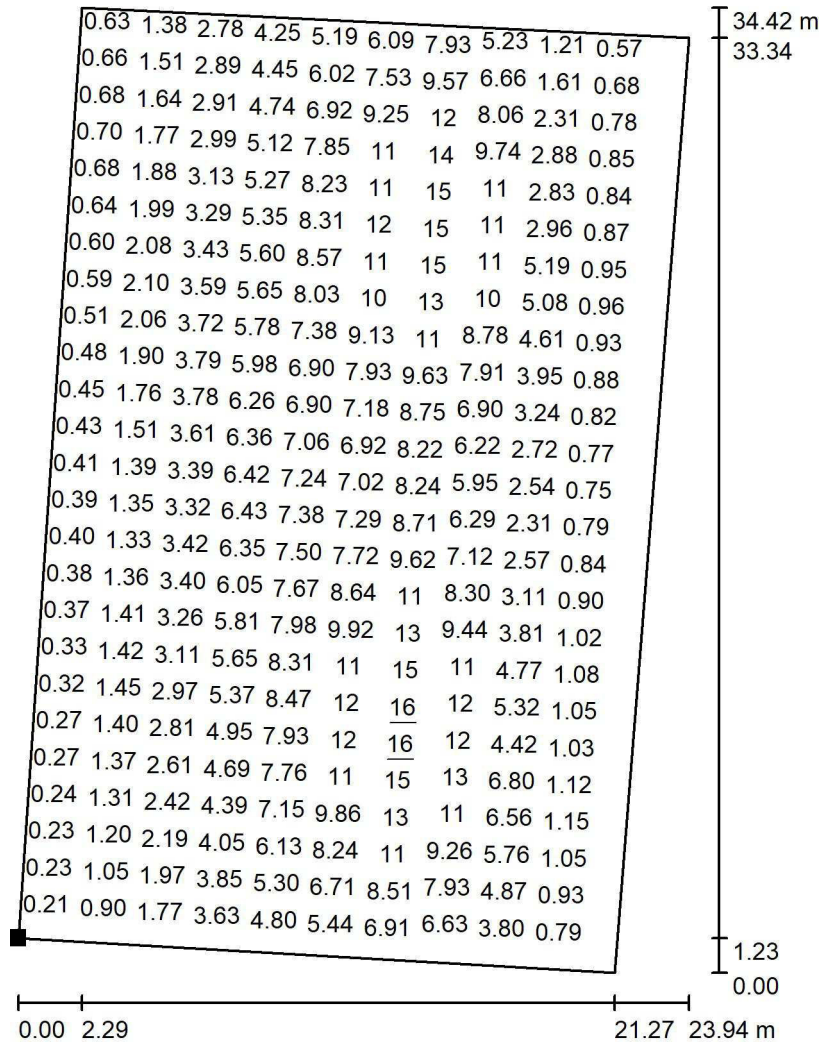 0.63 1.38 2.78 4.25 5.19 6.09 7.93 5.23 1.21 0.57
0.66 1.51 2.89 4.45 6.02 7.53 9.57 6.66 1.61 0.68
0.68 1.64 2.91 4.74 6.92 9.25 12 8.06 2.31 0.78
0.70 1.77 2.99 5.12 7.85 11 14 9.74 2.88 0.85
0.68 1.88 3.13 5.27 8.23 11 15 11 2.83 0.84
0.64 1.99 3.29 5.35 8.31 12 15 11 2.96 0.87
0.60 2.08 3.43 5.60 8.57 11 15 11 5.19 0.95
0.59 2.10 3.59 5.65 8.03 10 13 10 5.08 0.96
0.51 2.06 3.72 5.78 7.38 9.13 11 8.78 4.61 0.93
0.48 1.90 3.79 5.98 6.90 7.93 9.63 7.91 3.95 0.88
0.45 1.76 3.78 6.26 6.90 7.18 8.75 6.90 3.24 0.82
0.43 1.51 3.61 6.36 7.06 6.92 8.22 6.22 2.72 0.77
0.41 1.39 3.39 6.42 7.24 7.02 8.24 5.95 2.54 0.75
0.39 1.35 3.32 6.43 7.38 7.29 8.71 6.29 2.31 0.79
0.40 1.33 3.42 6.35 7.50 7.72 9.62 7.12 2.57 0.84
0.38 1.36 3.40 6.05 7.67 8.64 11 8.30 3.11 0.90
0.37 1.41 3.26 5.81 7.98 9.92 13 9.44 3.81 1.02
0.33 1.42 3.11 5.65 8.31 11 15 11 4.77 1.08
0.32 1.45 2.97 5.37 8.47 12 16 12 5.32 1.05
0.27 1.40 2.81 4.95 7.93 12 16 12 4.42 1.03
0.27 1.37 2.61 4.69 7.76 11 15 13 6.80 1.12
0.24 1.31 2.42 4.39 7.15 9.86 13 11 6.56 1.15
0.23 1.20 2.19 4.05 6.13 8.24 11 9.26 5.76 1.05
0.23 1.05 1.97 3.85 5.30 6.71 8.51 7.93 4.87 0.93
0.21 0.90 1.77 3.63 4.80 5.44 6.91 6.63 3.80 0.79
34.42 m
33.34
1.23
0.00
0.00 2.29 21.27 23.94 m